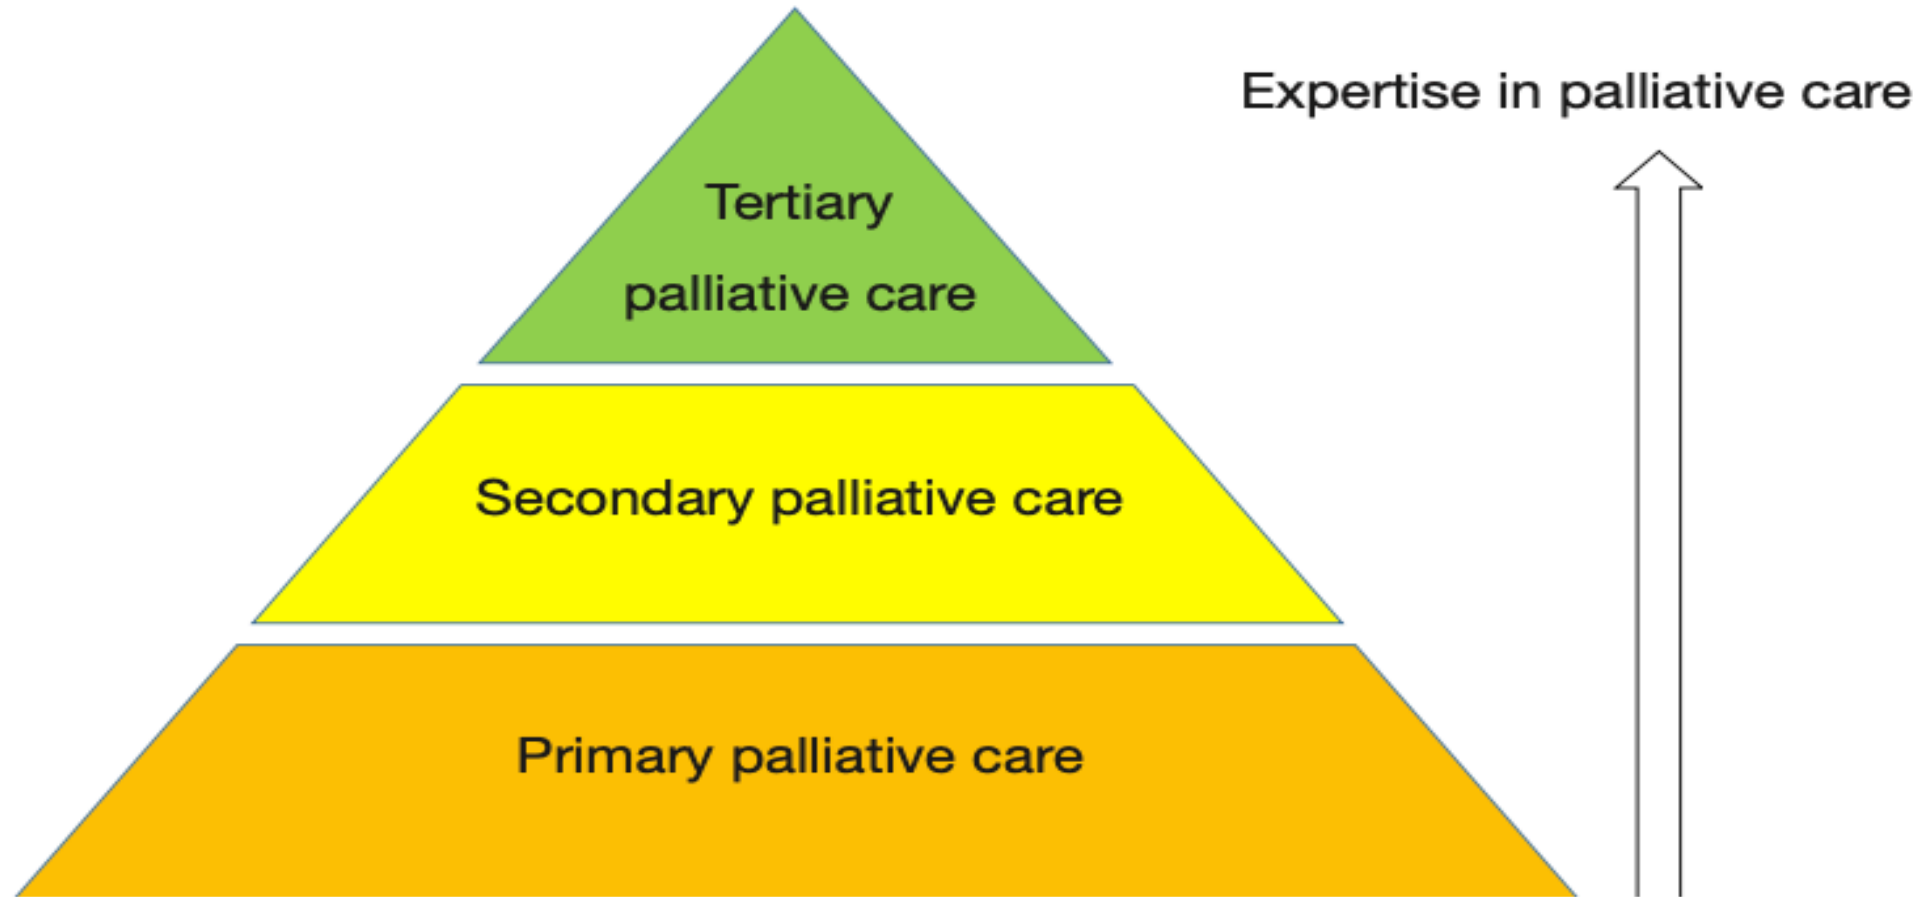 Expertise in palliative care
Tertiary
palliative care
Secondary palliative care
Primary palliative care